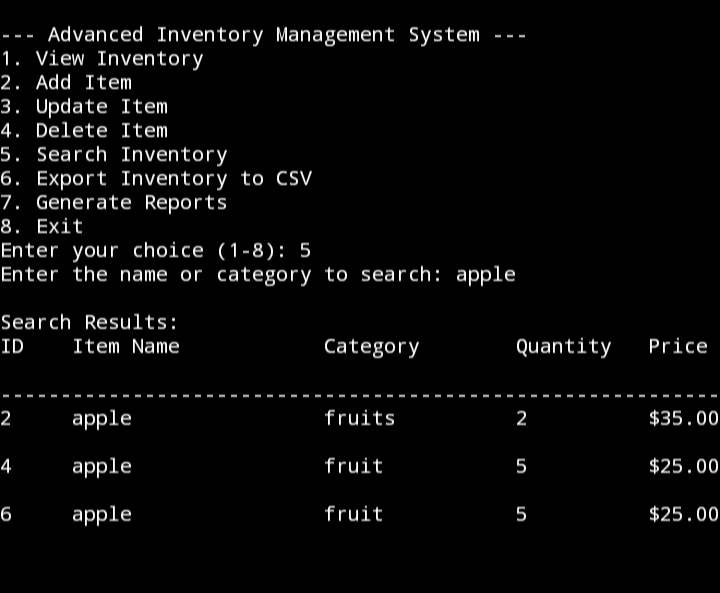 --- Advanced Inventory Management System ---
1. View Inventory
2. Add Item
3. Update Item
4. Delete Item
5. Search Inventory
6. Export Inventory to CSV
7. Generate Reports
8. Exit
Enter your choice (1-8): 5
Enter the name or category to search: apple
Search Results:
ID    Item Name            Category        Quantity   Price
------------------------------------------------------------
2     apple                fruits          2          $35.00
4     apple                fruit           5          $25.00
6     apple                fruit           5          $25.00